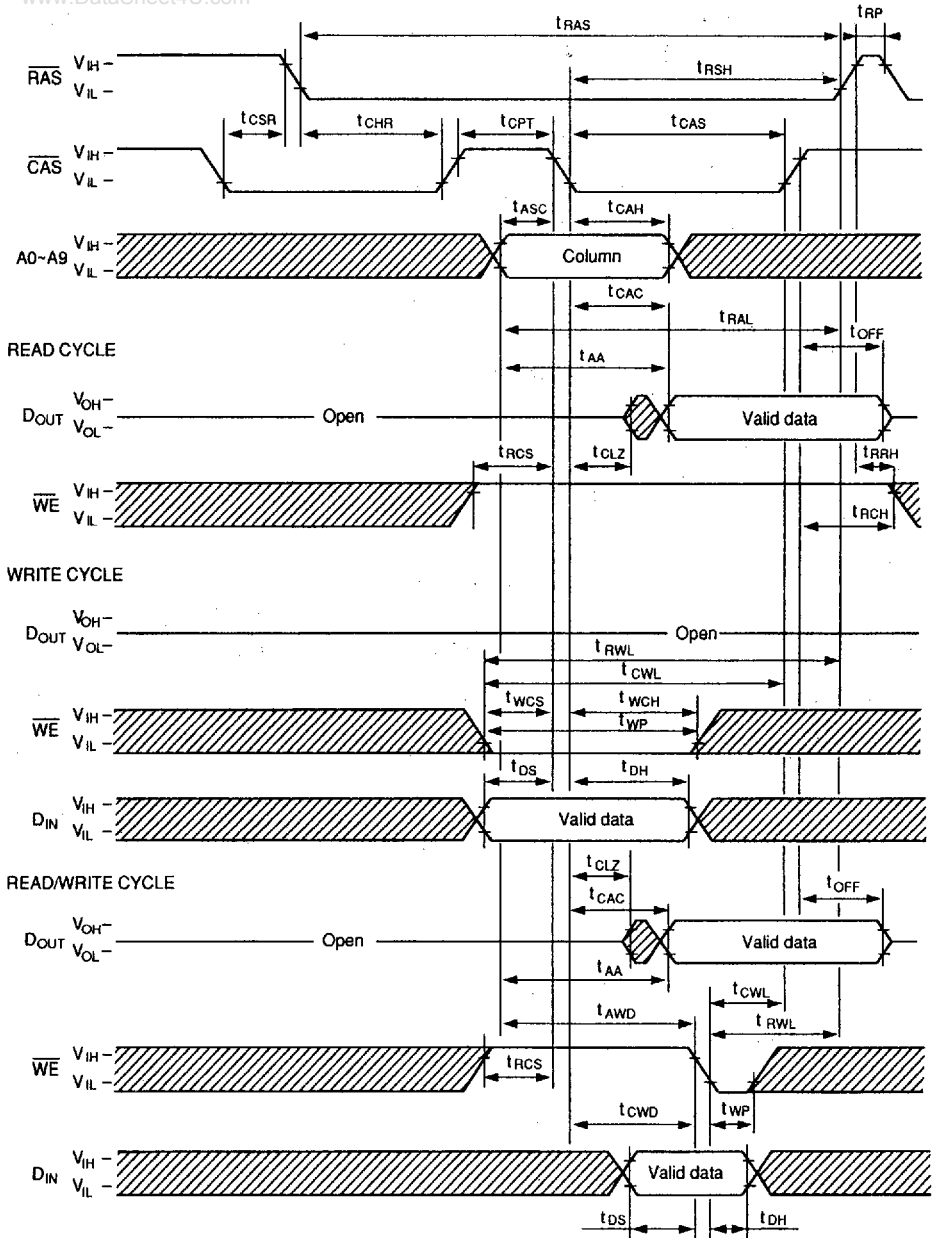 www.DataSheet4U.com
tRAS tRP
RAS VIH VIL tRSH
tCSR tCHR tCPT tCAS
CAS VIH VIL
tASC tCAH
A0~A9 VIH VIL Column
tCAC
tRAL
READ CYCLE tAA tOFF
DOUT VOH VOL Open Valid data
tRCS tCLZ tRRH
WE VIH VIL tRCH
WRITE CYCLE
DOUT VOH VOL Open
tRWL
tCWL
tWCS tWCH
WE VIH VIL tWP
tDS tDH
DIN VIH VIL Valid data
tCLZ
READ/WRITE CYCLE tCAC tOFF
DOUT VOH VOL Open Valid data
tAA tCWL
tAWD tRWL
WE VIH VIL tRCS
tCWD tWP
DIN VIH VIL Valid data
tDS tDH